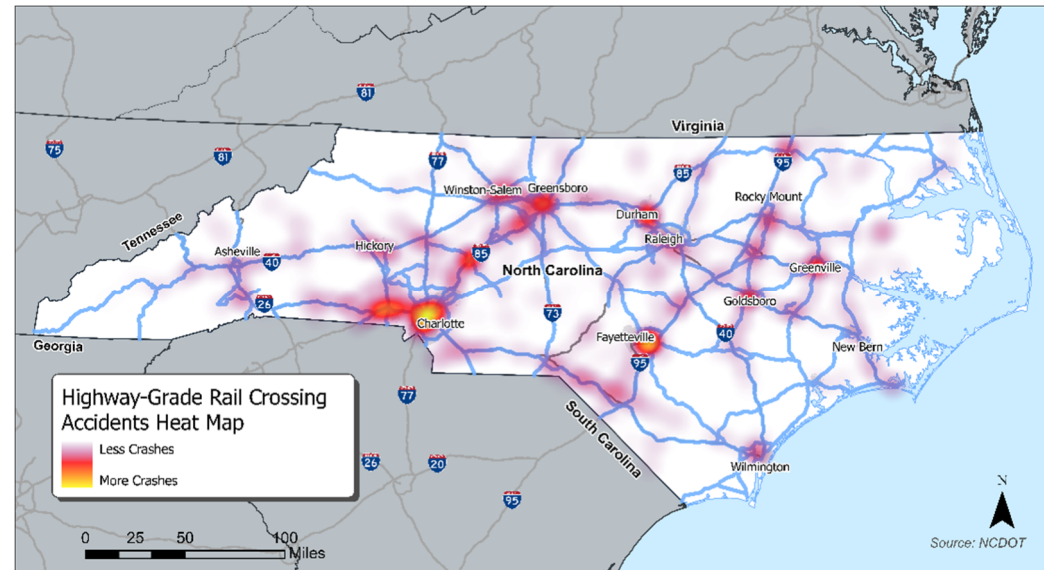 81
Virginia
75
81
77
95
85
Winston-Salem
Greensboro
Rocky Mount
Durham
Tennessee
Raleigh
Asheville
Hickory
85
40
North Carolina
Greenville
26
Goldsboro
73
Charlotte
Fayetteville
40
Georgia
New Bern
95
Highway-Grade Rail Crossing
Accidents Heat Map
Less Crashes
More Crashes
77
South Carolina
26
20
Wilmington
95
N
0 25 50 100
Miles
Source: NCDOT